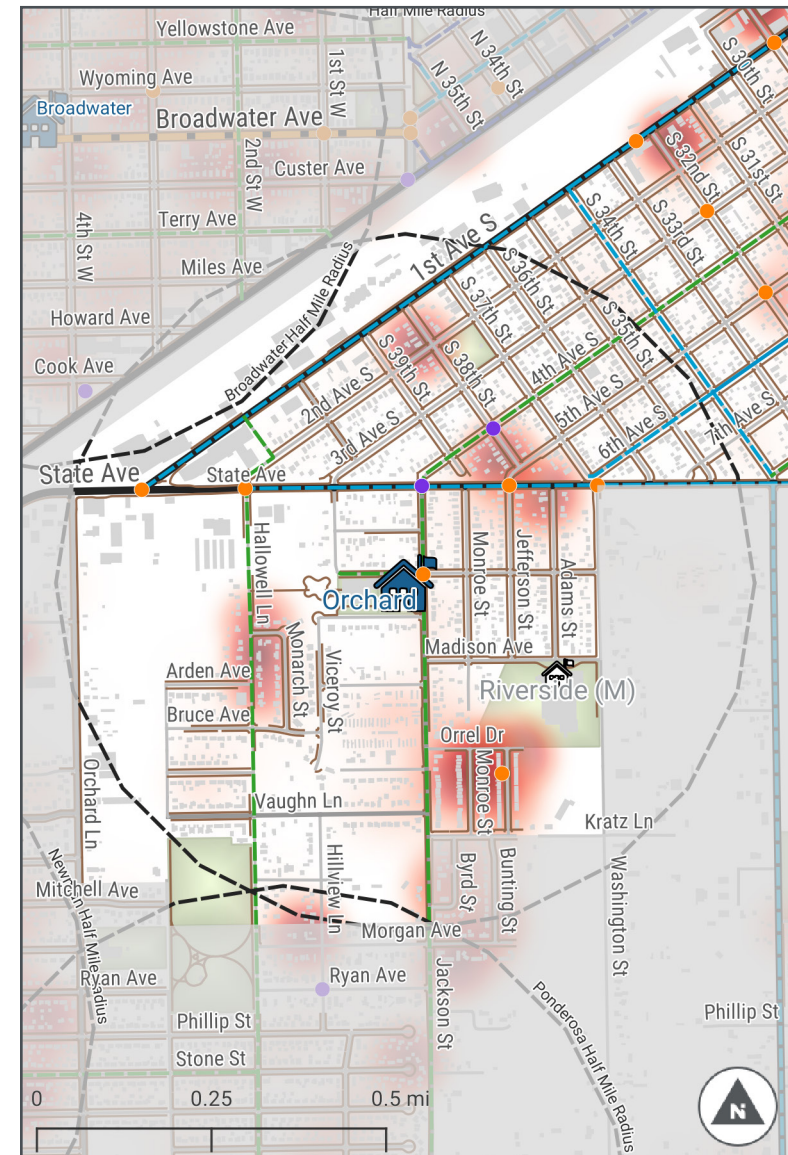 Half Mile Radius
Yellowstone Ave
Wyoming Ave
Broadwater
Broadwater Ave
1st St W
N 35th St
N 34th St
2nd St W
Custer Ave
4th St W
Terry Ave
Miles Ave
Howard Ave
Cook Ave
Broadwater Half Mile Radius
1st Ave S
S 30th St
S 31st St
S 32nd St
S 33rd St
S 34th St
S 35th St
S 36th St
S 37th St
S 38th St
S 39th St
2nd Ave S
3rd Ave S
4th Ave S
5th Ave S
6th Ave S
7th Ave S
State Ave
State Ave
Hallowell Ln
Orchard
Monroe St
Jefferson St
Adams St
Madison Ave
Riverside (M)
Monarch St
Viceroy St
Arden Ave
Bruce Ave
Orrel Dr
Monroe St
Orchard Ln
Vaughn Ln
Kratz Ln
Mitchell Ave
Hillview Ln
Byrd St
Bunting St
Washington St
Morgan Ave
Newman Half Mile Radius
Ryan Ave
Ryan Ave
Jackson St
Ponderosa Half Mile Radius
Phillip St
Phillip St
Stone St
0 0.25 0.5 mi
N